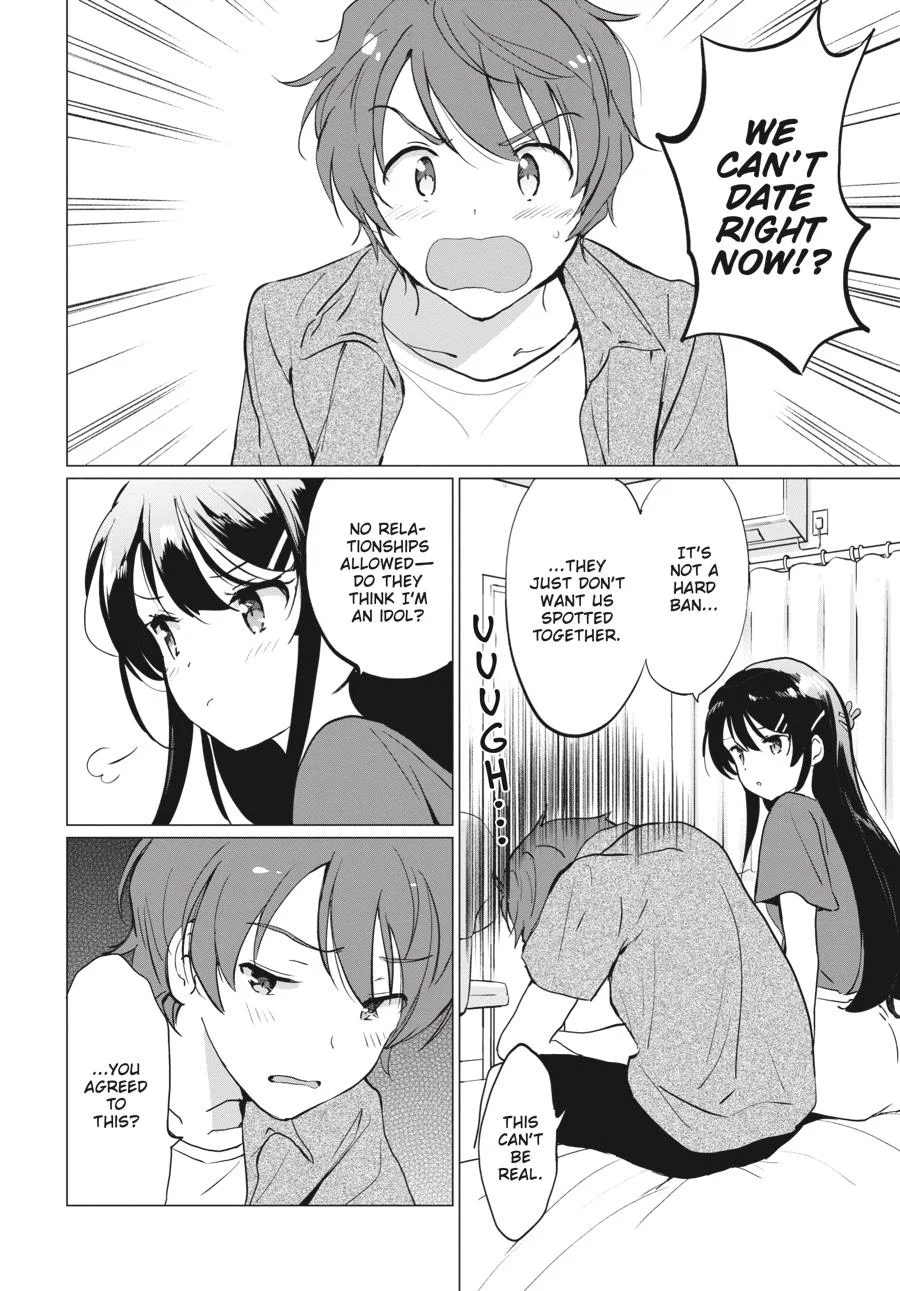 WE
CAN'T
DATE
RIGHT
NOW!?
IT'S
NOT A
HARD
BAN...
...THEY
JUST DON'T
WANT US
SPOTTED
TOGETHER.
UUUGH...
THIS
CAN'T
BE
REAL.
NO RELA-
TIONSHIPS
ALLOWED—
DO THEY
THINK I'M
AN IDOL?
...YOU
AGREED
TO
THIS?